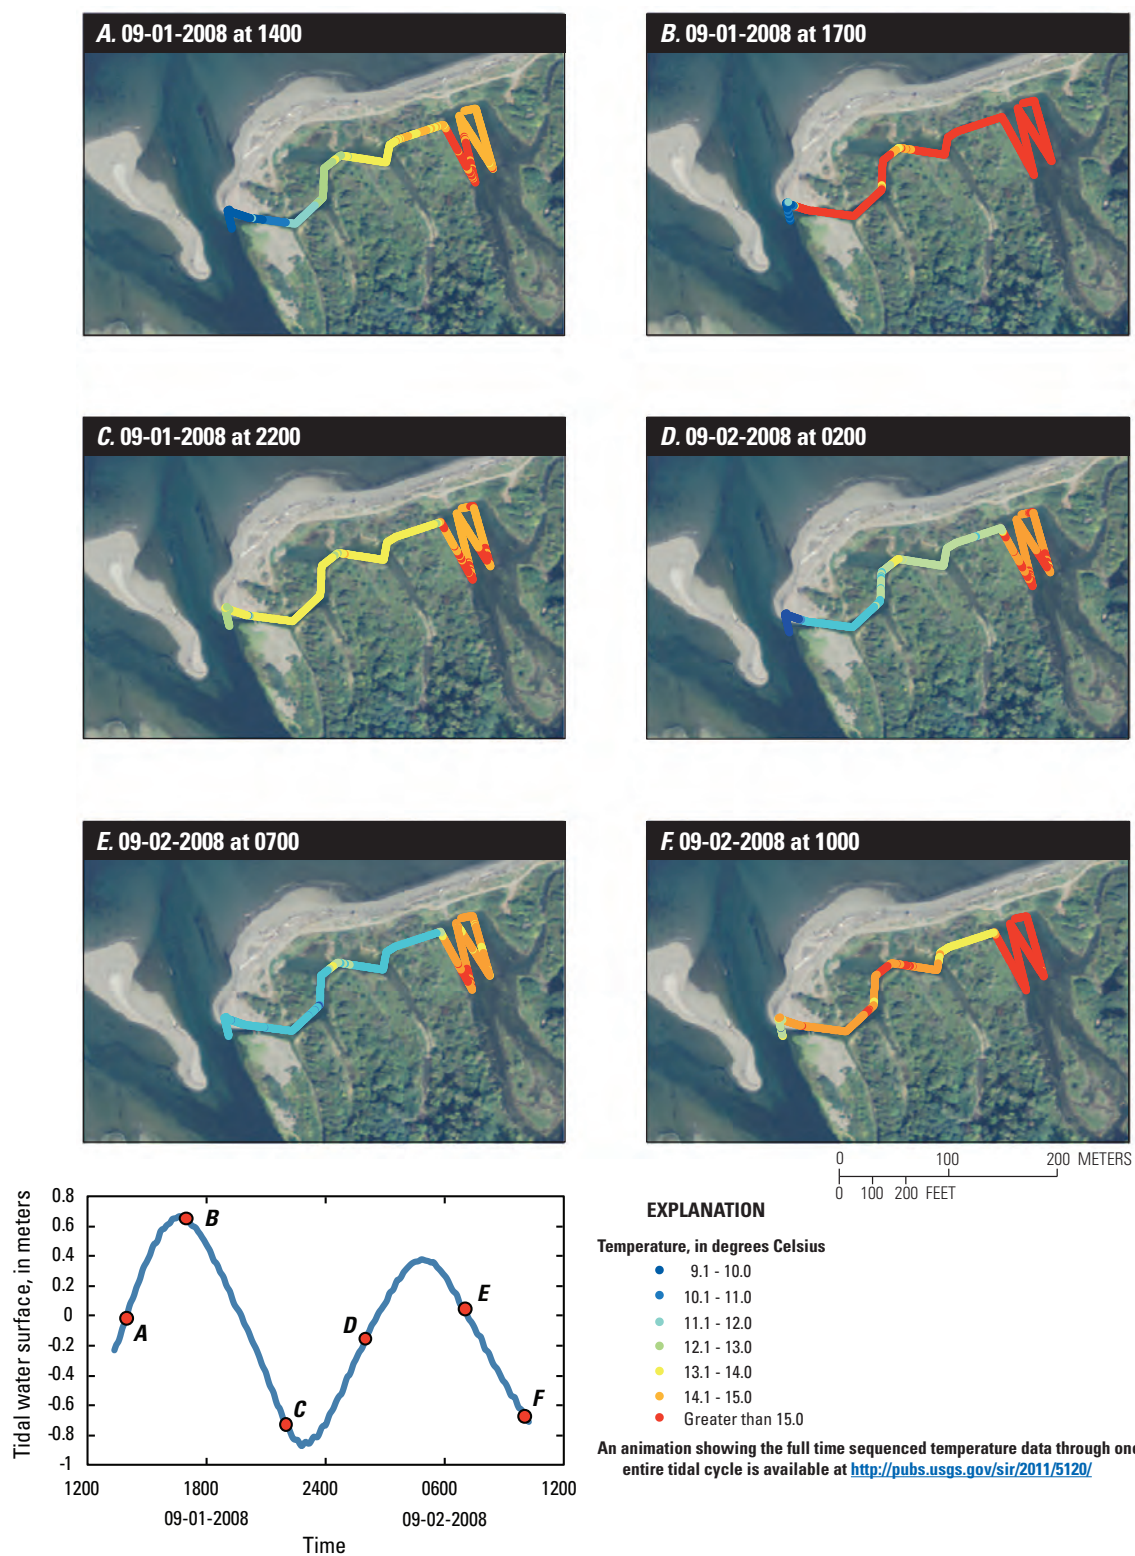 A. 09-01-2008 at 1400
B. 09-01-2008 at 1700
C. 09-01-2008 at 2200
D. 09-02-2008 at 0200
E. 09-02-2008 at 0700
F. 09-02-2008 at 1000
0 100 200 METERS
0 100 200 FEET
Tidal water surface, in meters
0.8
0.6
0.4
0.2
0
-0.2
-0.4
-0.6
-0.8
-1
A
B
C
D
E
F
1200 1800 2400 0600 1200
09-01-2008 09-02-2008
Time
EXPLANATION
Temperature, in degrees Celsius
9.1 - 10.0
10.1 - 11.0
11.1 - 12.0
12.1 - 13.0
13.1 - 14.0
14.1 - 15.0
Greater than 15.0
An animation showing the full time sequenced temperature data through one
entire tidal cycle is available at http://pubs.usgs.gov/sir/2011/5120/